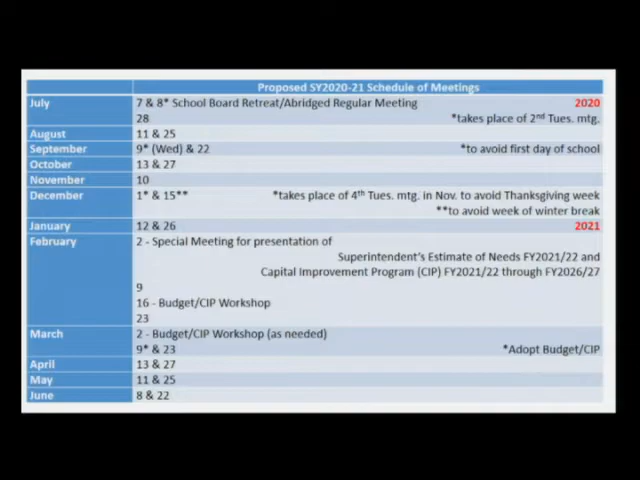 Proposed SY2020-21 Schedule of Meetings
July 7 & 8* School Board Retreat/Abridged Regular Meeting 2020
28 *takes place of 2nd Tues. mtg.
August 11 & 25
September 9* (Wed) & 22 *to avoid first day of school
October 13 & 27
November 10
December 1* & 15** *takes place of 4th Tues. mtg. in Nov. to avoid Thanksgiving week
**to avoid week of winter break
January 12 & 26 2021
February 2 - Special Meeting for presentation of
Superintendent's Estimate of Needs FY2021/22 and
Capital Improvement Program (CIP) FY2021/22 through FY2026/27
9
16 - Budget/CIP Workshop
23
March 2 - Budget/CIP Workshop (as needed)
9* & 23 *Adopt Budget/CIP
April 13 & 27
May 11 & 25
June 8 & 22